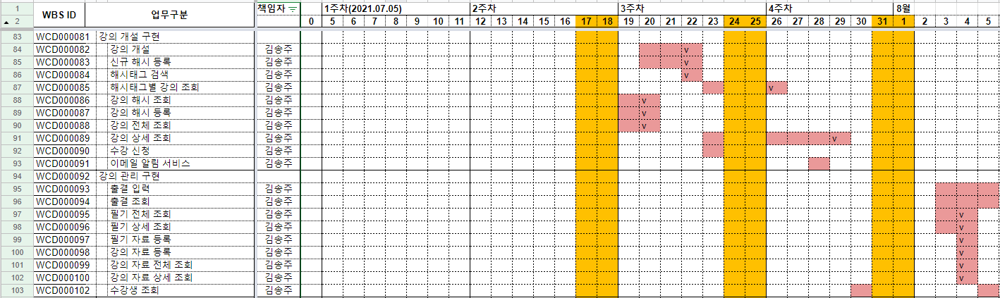 1 WBS ID 업무구분 책임자 1주차(2021.07.05) 2주차 3주차 4주차 8월
2 0 5 6 7 8 9 10 11 12 13 14 15 16 17 18 19 20 21 22 23 24 25 26 27 28 29 30 31 1 2 3 4 5
83 WCD000081 강의 개설 구현
84 WCD000082 강의 개설 김송주 v
85 WCD000083 신규 해시 등록 김송주 v
86 WCD000084 해시태그 검색 김송주 v
87 WCD000085 해시태그별 강의 조회 김송주 v
88 WCD000086 강의 해시 조회 김송주 v
89 WCD000087 강의 해시 등록 김송주 v
90 WCD000088 강의 전체 조회 김송주 v
91 WCD000089 강의 상세 조회 김송주 v
92 WCD000090 수강 신청 김송주
93 WCD000091 이메일 알림 서비스 김송주
94 WCD000092 강의 관리 구현
95 WCD000093 출결 입력 김송주
96 WCD000094 출결 조회 김송주
97 WCD000095 필기 전체 조회 김송주 v
98 WCD000096 필기 상세 조회 김송주 v
99 WCD000097 필기 자료 등록 김송주 v
100 WCD000098 강의 자료 등록 김송주 v
101 WCD000099 강의 자료 전체 조회 김송주 v
102 WCD000100 강의 자료 상세 조회 김송주 v
103 WCD000102 수강생 조회 김송주